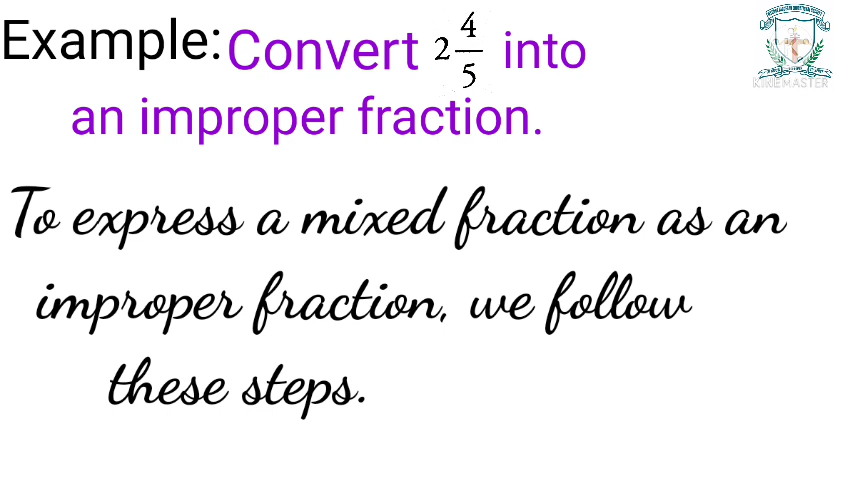 Example: Convert 2 4/5 into
an improper fraction.
To express a mixed fraction as an
improper fraction, we follow
these steps.
KINEMASTER